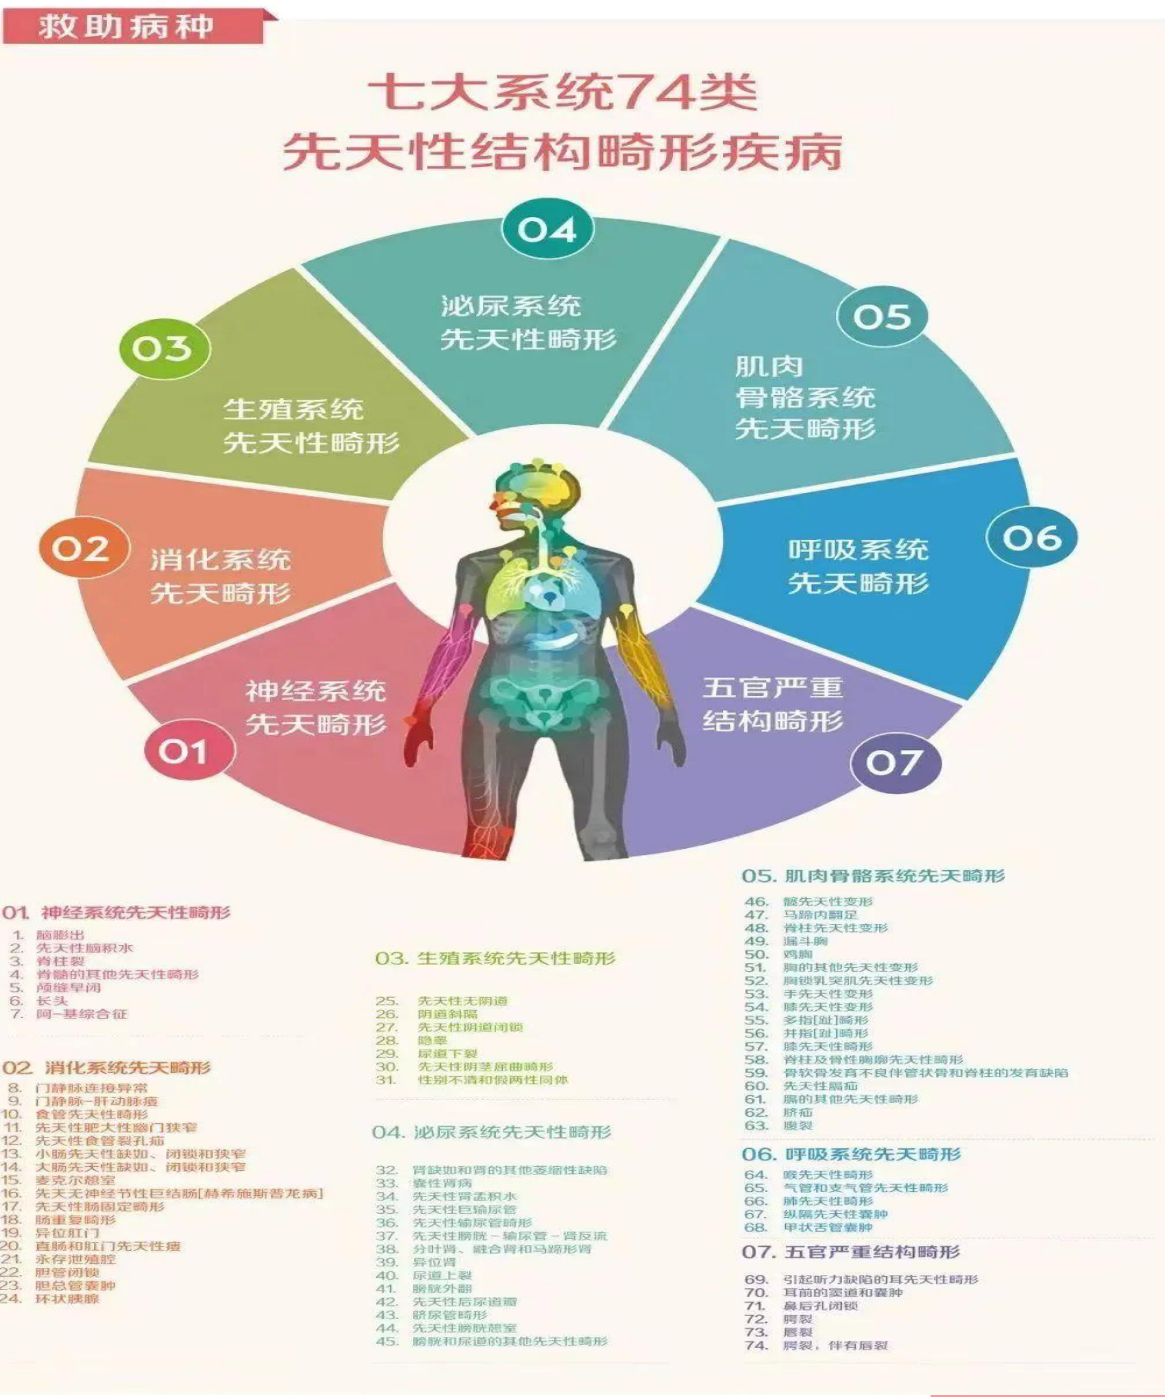 救助病种
七大系统74类
先天性结构畸形疾病
04
泌尿系统
先天性畸形
05
肌肉
骨骼系统
先天畸形
03
生殖系统
先天性畸形
02
消化系统
先天畸形
06
呼吸系统
先天畸形
神经系统
先天畸形
01
五官严重
结构畸形
07
01. 神经系统先天性畸形
1. 脑膨出
2. 先天性脑积水
3. 脊柱裂
4. 脊髓的其他先天性畸形
5. 颅缝早闭
6. 长头
7. 阿-基综合征
02. 消化系统先天畸形
8. 门静脉连接异常
9. 门静脉-肝动脉瘘
10. 食管先天性畸形
11. 先天性肥大性幽门狭窄
12. 先天性食管裂孔疝
13. 小肠先天性缺如、闭锁和狭窄
14. 大肠先天性缺如、闭锁和狭窄
15. 麦克尔憩室
16. 先天无神经节性巨结肠[赫希施斯普龙病]
17. 先天性肠固定畸形
18. 肠重复畸形
19. 异位肛门
20. 直肠和肛门先天性瘘
21. 永存泄殖腔
22. 胆管闭锁
23. 胆总管囊肿
24. 环状胰腺
03. 生殖系统先天性畸形
25. 先天性无阴道
26. 阴道斜隔
27. 先天性阴道闭锁
28. 隐睾
29. 尿道下裂
30. 先天性阴茎屈曲畸形
31. 性别不清和假两性同体
04. 泌尿系统先天性畸形
32. 肾缺如和肾的其他萎缩性缺陷
33. 囊性肾病
34. 先天性肾盂积水
35. 先天性巨输尿管
36. 先天性输尿管畸形
37. 先天性膀胱-输尿管-肾反流
38. 分叶肾、融合肾和马蹄形肾
39. 异位肾
40. 尿道上裂
41. 膀胱外翻
42. 先天性后尿道瓣
43. 脐尿管畸形
44. 先天性膀胱憩室
45. 膀胱和尿道的其他先天性畸形
05. 肌肉骨骼系统先天畸形
46. 髋先天性变形
47. 马蹄内翻足
48. 脊柱先天性变形
49. 漏斗胸
50. 鸡胸
51. 胸的其他先天性变形
52. 胸锁乳突肌先天性变形
53. 手先天性变形
54. 膝先天性变形
55. 多指[趾]畸形
56. 并指[趾]畸形
57. 膝先天性畸形
58. 脊柱及骨性胸廓先天性畸形
59. 骨软骨发育不良伴管状骨和脊柱的发育缺陷
60. 先天性膈疝
61. 膈的其他先天性畸形
62. 脐疝
63. 腹裂
06. 呼吸系统先天畸形
64. 喉先天性畸形
65. 气管和支气管先天性畸形
66. 肺先天性畸形
67. 纵隔先天性囊肿
68. 甲状舌管囊肿
07. 五官严重结构畸形
69. 引起听力缺陷的耳先天性畸形
70. 耳前的窦道和囊肿
71. 鼻后孔闭锁
72. 腭裂
73. 唇裂
74. 腭裂，伴有唇裂